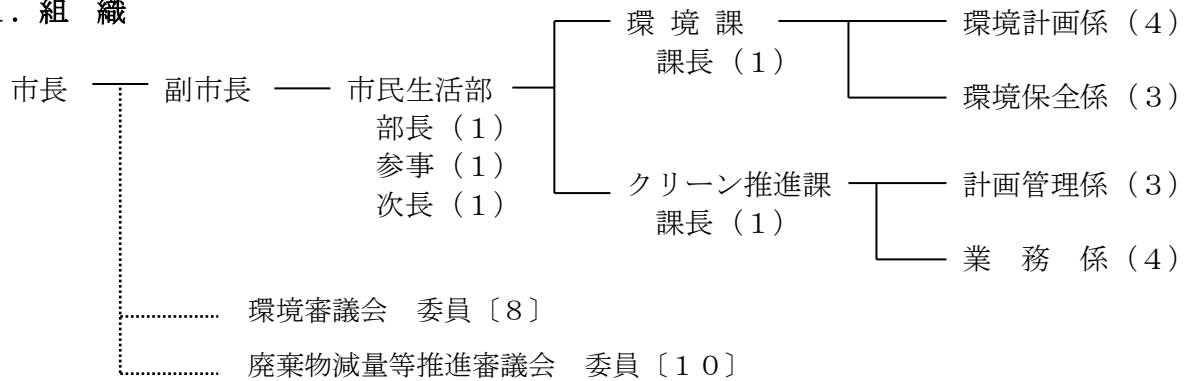 ．組　織
環 境 課　環境計画係（４）
課長（１）
市長　副市長　市民生活部　環境保全係（３）
部長（１）
参事（１）
次長（１）
クリーン推進課　計画管理係（３）
課長（１）
業　務　係（４）
環境審議会　委員〔８〕
廃棄物減量等推進審議会　委員〔１０〕